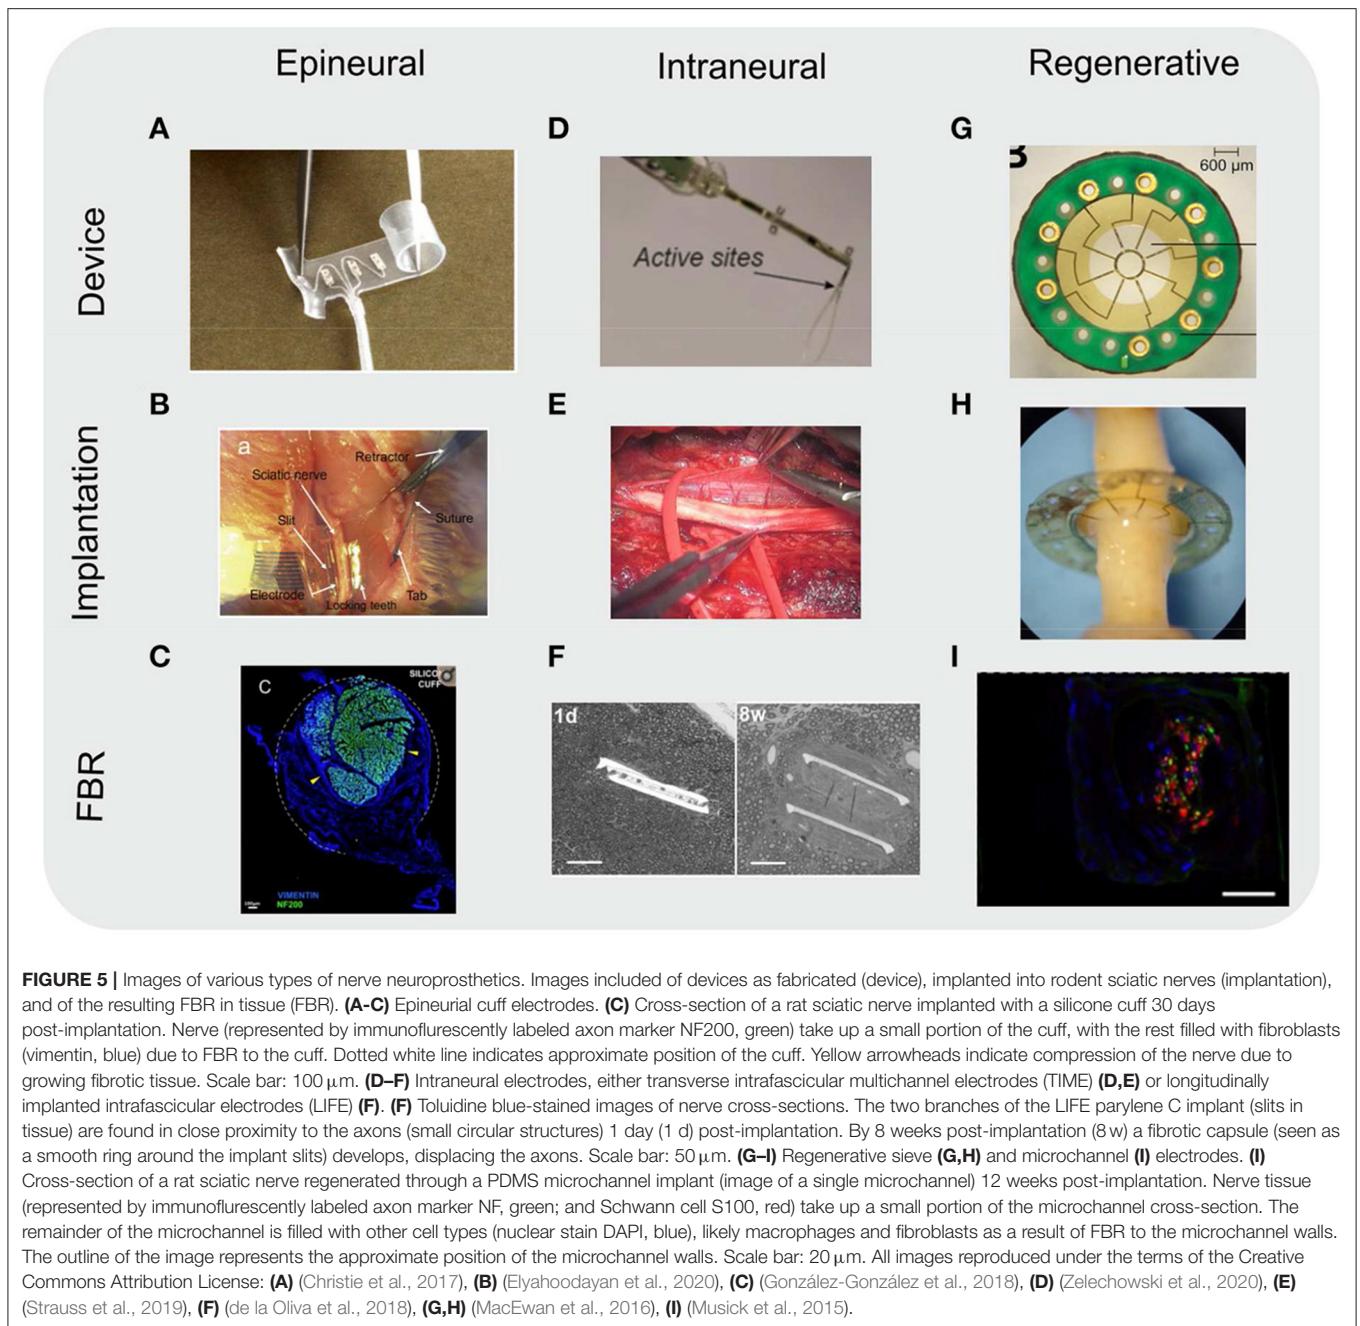 Epineural
Intraneural
Regenerative
Device
Implantation
FBR
A
D
Active sites
G
B
600 µm
B
a
Retractor
Sciatic nerve
Slit
Suture
Electrode
Locking teeth
Tab
E
H
C
C
SILICO
CUFF
VIMENTIN
NF200
100µm
F
1d
8w
I
FIGURE 5 | Images of various types of nerve neuroprosthetics. Images included of devices as fabricated (device), implanted into rodent sciatic nerves (implantation),
and of the resulting FBR in tissue (FBR). (A-C) Epineurial cuff electrodes. (C) Cross-section of a rat sciatic nerve implanted with a silicone cuff 30 days
post-implantation. Nerve (represented by immunoflurescently labeled axon marker NF200, green) take up a small portion of the cuff, with the rest filled with fibroblasts
(vimentin, blue) due to FBR to the cuff. Dotted white line indicates approximate position of the cuff. Yellow arrowheads indicate compression of the nerve due to
growing fibrotic tissue. Scale bar: 100 µm. (D–F) Intraneural electrodes, either transverse intrafascicular multichannel electrodes (TIME) (D,E) or longitudinally
implanted intrafascicular electrodes (LIFE) (F). (F) Toluidine blue-stained images of nerve cross-sections. The two branches of the LIFE parylene C implant (slits in
tissue) are found in close proximity to the axons (small circular structures) 1 day (1 d) post-implantation. By 8 weeks post-implantation (8 w) a fibrotic capsule (seen as
a smooth ring around the implant slits) develops, displacing the axons. Scale bar: 50 µm. (G–I) Regenerative sieve (G,H) and microchannel (I) electrodes. (I)
Cross-section of a rat sciatic nerve regenerated through a PDMS microchannel implant (image of a single microchannel) 12 weeks post-implantation. Nerve tissue
(represented by immunoflurescently labeled axon marker NF, green; and Schwann cell S100, red) take up a small portion of the microchannel cross-section. The
remainder of the microchannel is filled with other cell types (nuclear stain DAPI, blue), likely macrophages and fibroblasts as a result of FBR to the microchannel walls.
The outline of the image represents the approximate position of the microchannel walls. Scale bar: 20 µm. All images reproduced under the terms of the Creative
Commons Attribution License: (A) (Christie et al., 2017), (B) (Elyahoodayan et al., 2020), (C) (González-González et al., 2018), (D) (Zelechowski et al., 2020), (E)
(Strauss et al., 2019), (F) (de la Oliva et al., 2018), (G,H) (MacEwan et al., 2016), (I) (Musick et al., 2015).